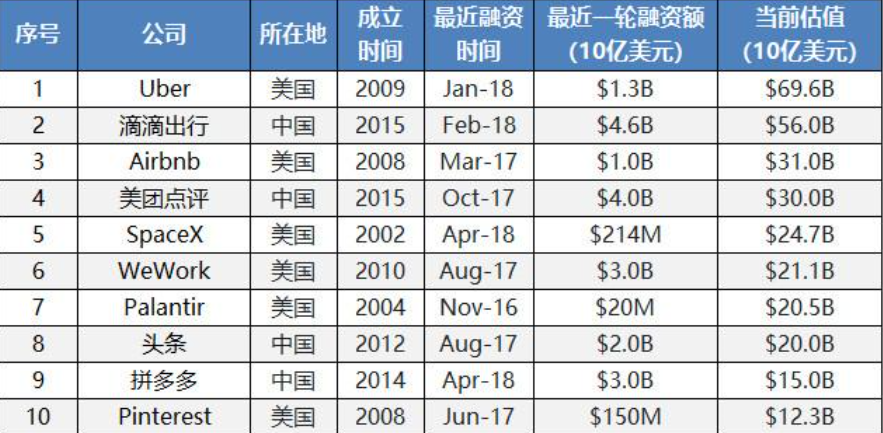 序号 公司 所在地 成立时间 最近融资时间 最近一轮融资额(10亿美元) 当前估值(10亿美元)
1 Uber 美国 2009 Jan-18 $1.3B $69.6B
2 滴滴出行 中国 2015 Feb-18 $4.6B $56.0B
3 Airbnb 美国 2008 Mar-17 $1.0B $31.0B
4 美团点评 中国 2015 Oct-17 $4.0B $30.0B
5 SpaceX 美国 2002 Apr-18 $214M $24.7B
6 WeWork 美国 2010 Aug-17 $3.0B $21.1B
7 Palantir 美国 2004 Nov-16 $20M $20.5B
8 头条 中国 2012 Aug-17 $2.0B $20.0B
9 拼多多 中国 2014 Apr-18 $3.0B $15.0B
10 Pinterest 美国 2008 Jun-17 $150M $12.3B